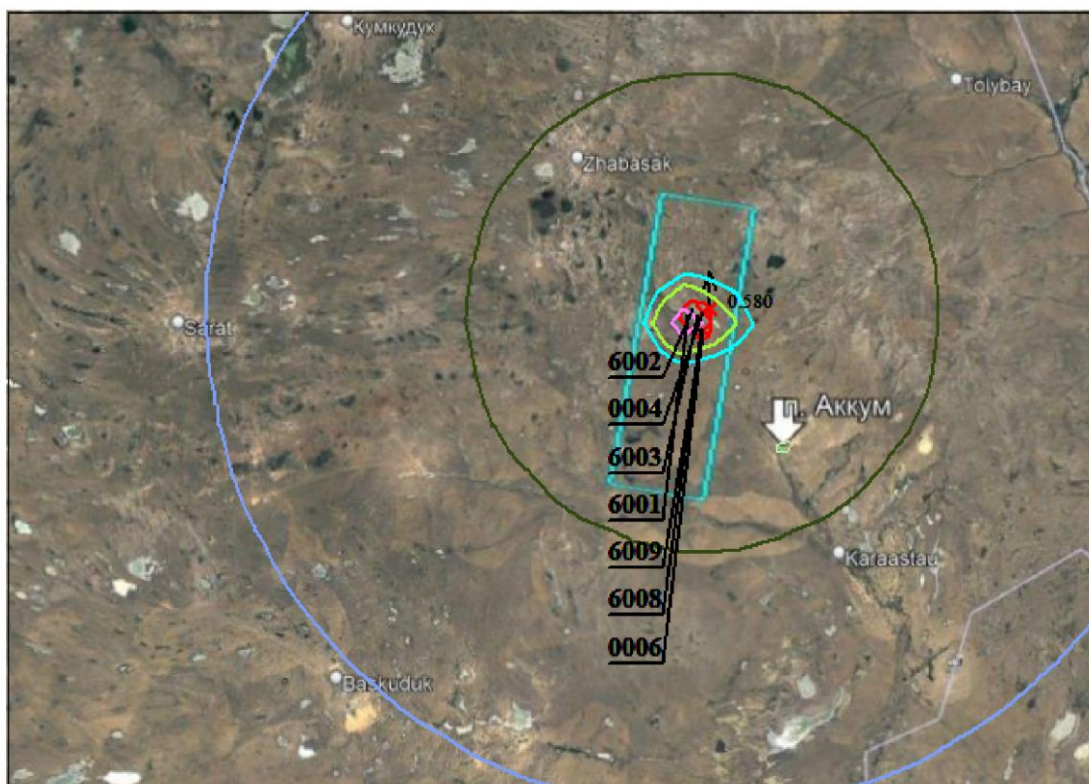 Кумкудук
Tolybay
Zhabasak
0.580
Sarat
6002
п. Аккум
0004
6003
6001
6009
Karaastau
6008
0006
Baskuduk